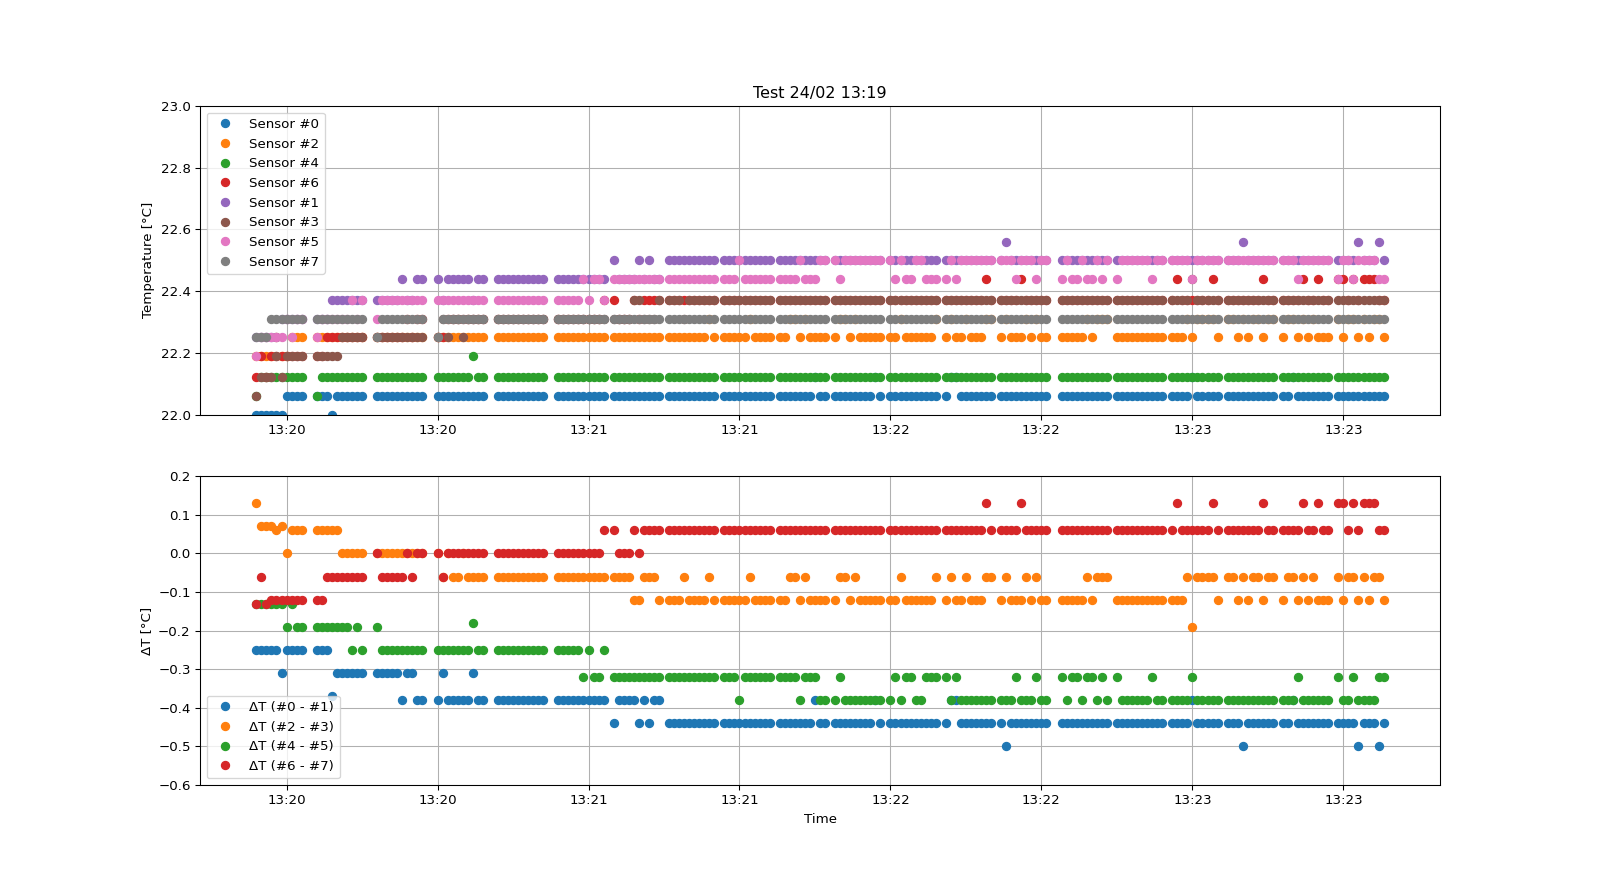 Test 24/02 13:19
Temperature [°C]
23.0
22.8
22.6
22.4
22.2
22.0
Sensor #0
Sensor #2
Sensor #4
Sensor #6
Sensor #1
Sensor #3
Sensor #5
Sensor #7
13:20 13:20 13:21 13:21 13:22 13:22 13:23 13:23
ΔT [°C]
0.2
0.1
0.0
−0.1
−0.2
−0.3
−0.4
−0.5
−0.6
ΔT (#0 - #1)
ΔT (#2 - #3)
ΔT (#4 - #5)
ΔT (#6 - #7)
13:20 13:20 13:21 13:21 13:22 13:22 13:23 13:23
Time